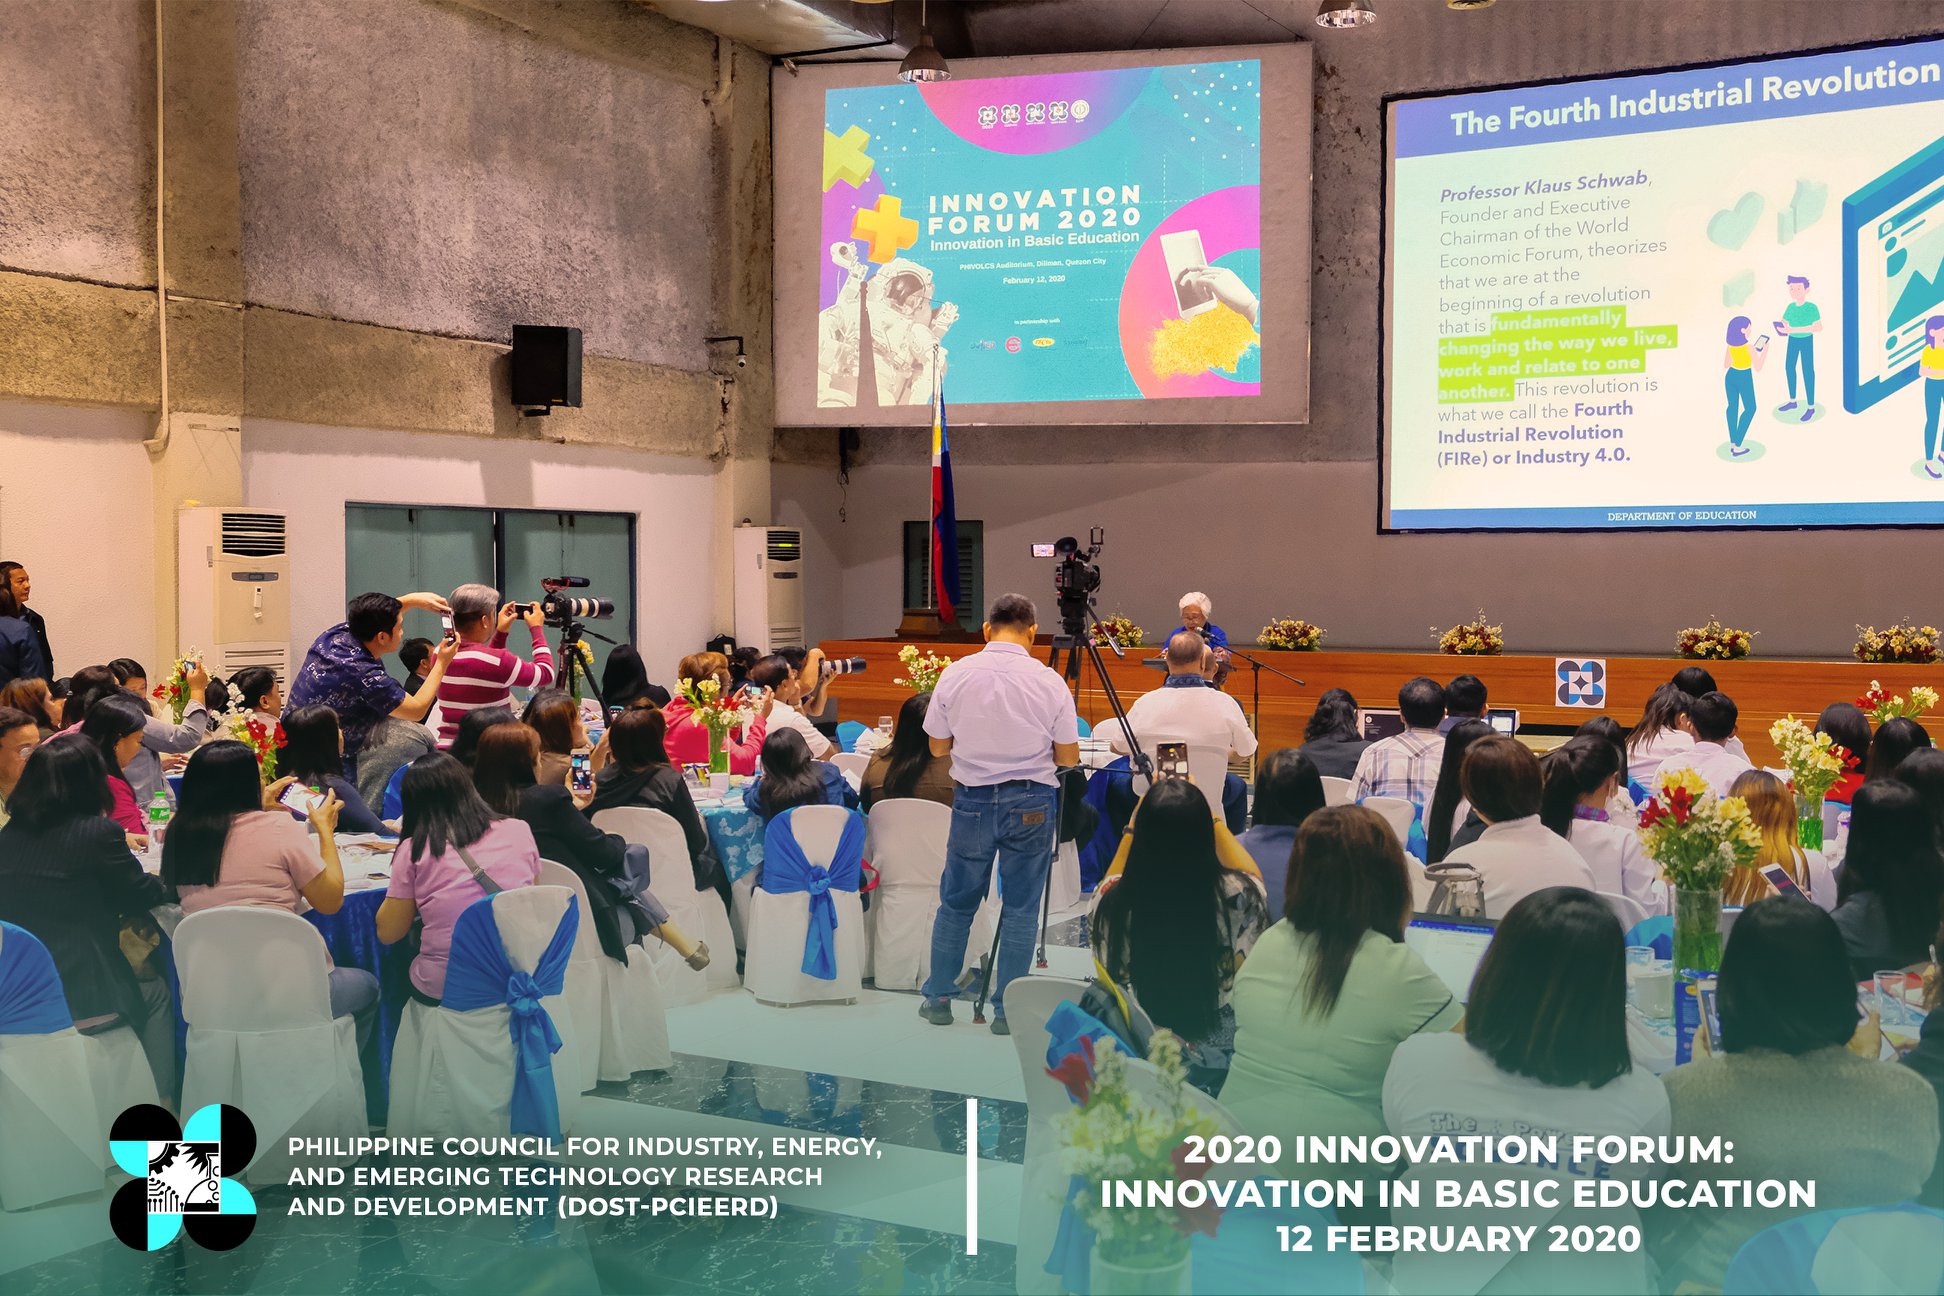 INNOVATION
FORUM 2020
Innovation in Basic Education
PHIVOLCS Auditorium, Diliman, Quezon City
February 12, 2020
in partnership with
The Fourth Industrial Revolution
Professor Klaus Schwab,
Founder and Executive
Chairman of the World
Economic Forum, theorizes
that we are at the
beginning of a revolution
that is fundamentally
changing the way we live,
work and relate to one
another. This revolution is
what we call the Fourth
Industrial Revolution
(FIRe) or Industry 4.0.
DEPARTMENT OF EDUCATION
PHILIPPINE COUNCIL FOR INDUSTRY, ENERGY,
AND EMERGING TECHNOLOGY RESEARCH
AND DEVELOPMENT (DOST-PCIEERD)
2020 INNOVATION FORUM:
INNOVATION IN BASIC EDUCATION
12 FEBRUARY 2020